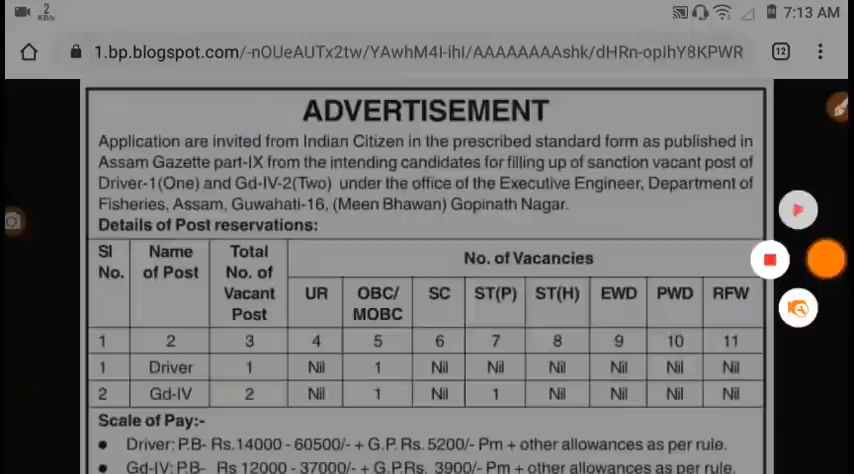 2
KB/s
7:13 AM
1.bp.blogspot.com/-nOUeAUTx2tw/YAwhM4I-ihI/AAAAAAAAshk/dHRn-opIhY8KPWR
12
ADVERTISEMENT
Application are invited from Indian Citizen in the prescribed standard form as published in
Assam Gazette part-IX from the intending candidates for filling up of sanction vacant post of
Driver-1(One) and Gd-IV-2(Two) under the office of the Executive Engineer, Department of
Fisheries, Assam, Guwahati-16, (Meen Bhawan) Gopinath Nagar.
Details of Post reservations:
Sl No. Name of Post Total No. of Vacant Post No. of Vacancies
UR OBC/ MOBC SC ST(P) ST(H) EWD PWD RFW
1 2 3 4 5 6 7 8 9 10 11
1 Driver 1 Nil 1 Nil Nil Nil Nil Nil Nil
2 Gd-IV 2 Nil 1 Nil 1 Nil Nil Nil Nil
Scale of Pay:-
• Driver: P.B- Rs.14000 - 60500/- + G.P. Rs. 5200/- Pm + other allowances as per rule.
• Gd-IV: P.B- Rs 12000 - 37000/- + G.P.Rs. 3900/- Pm + other allowances as per rule.